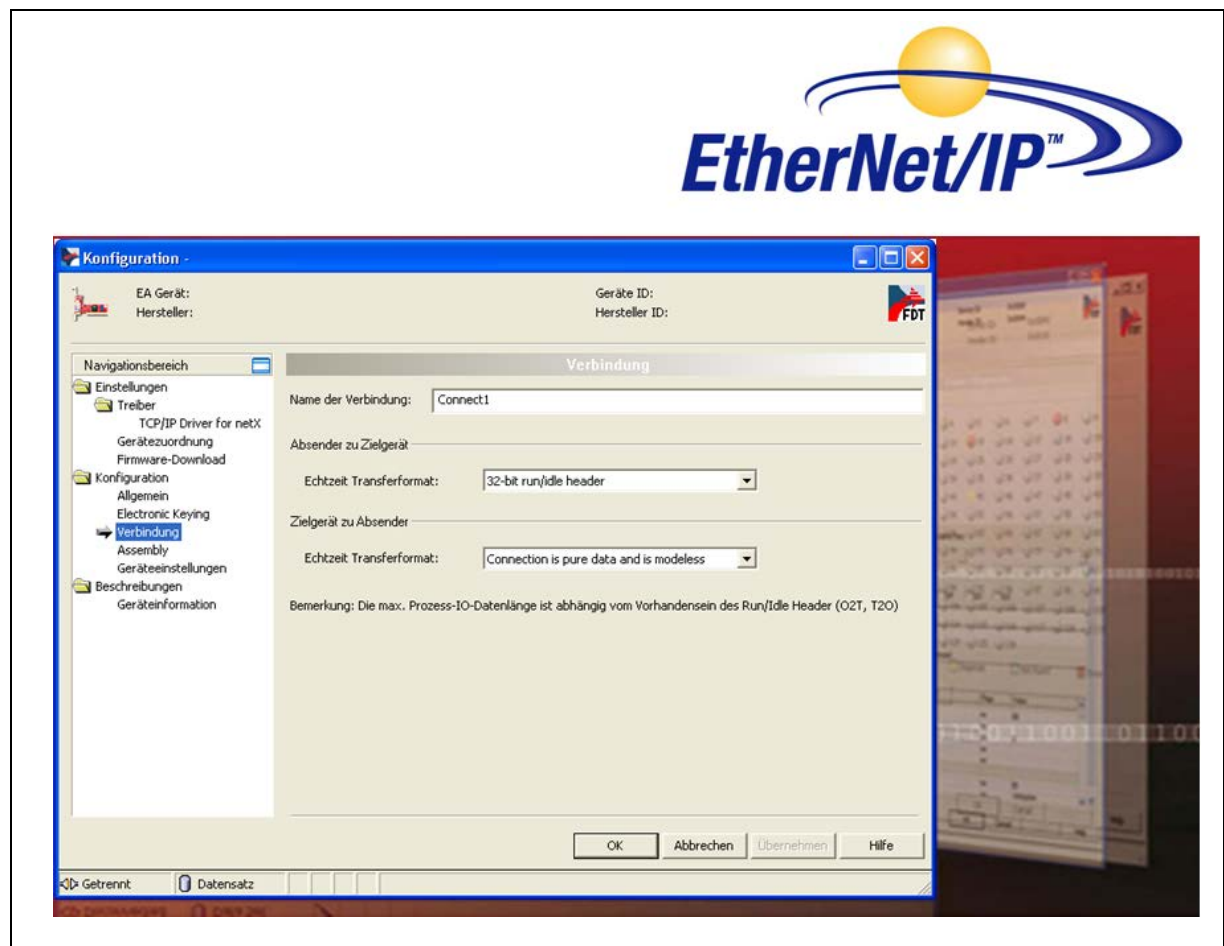 EtherNet/IP™
Konfiguration -
EA Gerät:
Geräte ID:
Hersteller:
Hersteller ID:
FDT
Navigationsbereich
Einstellungen
Treiber
TCP/IP Driver for netX
Gerätezuordnung
Firmware-Download
Konfiguration
Allgemein
Electronic Keying
Verbindung
Assembly
Geräteeinstellungen
Beschreibungen
Geräteinformation
Verbindung
Name der Verbindung: Connect1
Absender zu Zielgerät
Echtzeit Transferformat: 32-bit run/idle header
Zielgerät zu Absender
Echtzeit Transferformat: Connection is pure data and is modeless
Bemerkung: Die max. Prozess-IO-Datenlänge ist abhängig vom Vorhandensein des Run/Idle Header (O2T, T2O)
OK Abbrechen Übernehmen Hilfe
Getrennt Datensatz